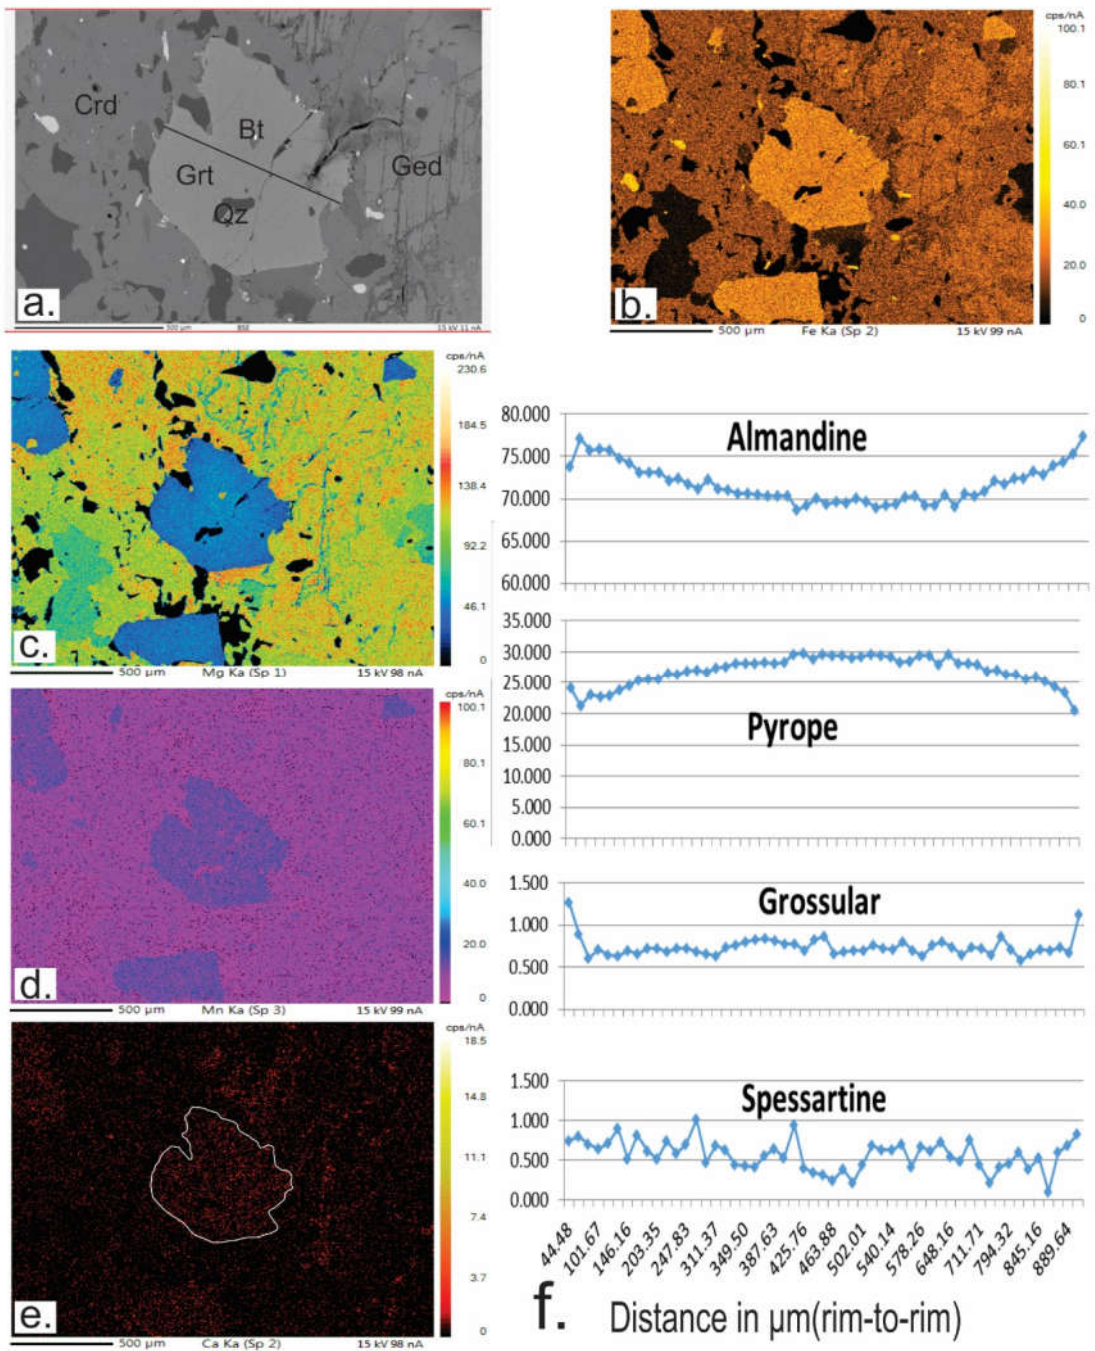 Crd
Bt
Grt
Ged
Qz
a.
500 µm
BSE
15 kV 11 nA
cps/nA
100.1
80.1
60.1
40.0
20.0
0
b.
500 µm
Fe Ka (Sp 2)
15 kV 99 nA
cps/nA
230.6
184.5
138.4
92.2
46.1
0
c.
500 µm
Mg Ka (Sp 1)
15 kV 98 nA
cps/nA
100.1
80.1
60.1
40.0
20.0
0
d.
500 µm
Mn Ka (Sp 3)
15 kV 99 nA
cps/nA
18.5
14.8
11.1
7.4
3.7
0
e.
500 µm
Ca Ka (Sp 2)
15 kV 98 nA
80.000
75.000
70.000
65.000
60.000
Almandine
35.000
30.000
25.000
20.000
15.000
10.000
5.000
0.000
Pyrope
1.500
1.000
0.500
0.000
Grossular
1.500
1.000
0.500
0.000
Spessartine
44.48
101.67
146.16
203.35
247.83
311.37
349.50
387.63
425.76
463.88
502.01
540.14
578.26
648.16
711.71
794.32
845.16
889.64
f.
Distance in µm(rim-to-rim)